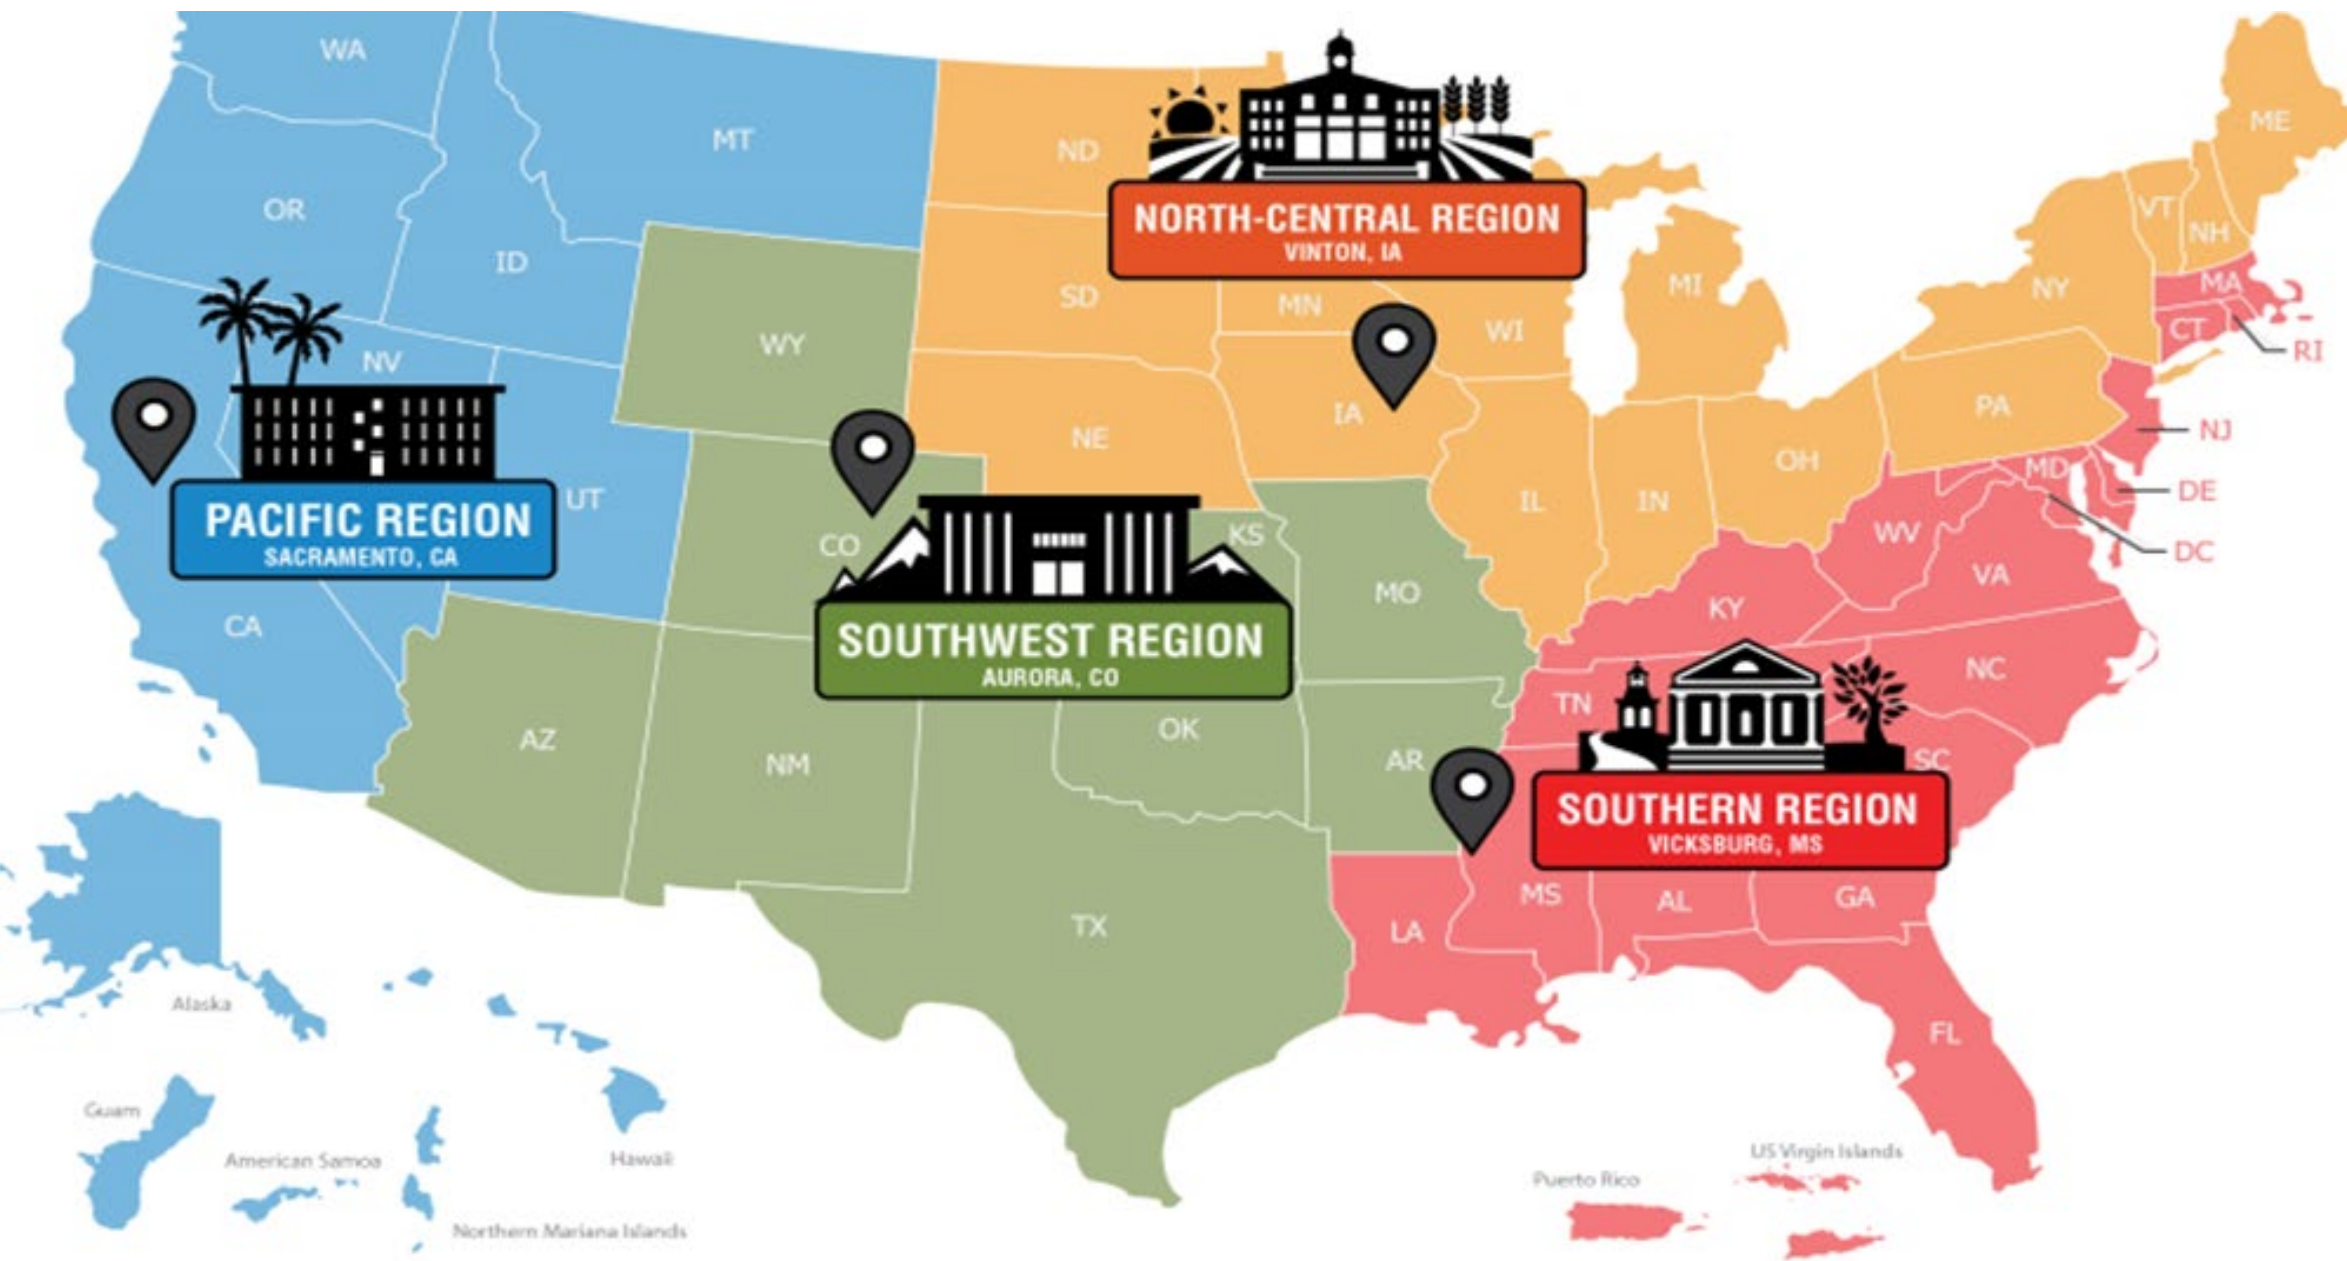 WA
MT
ND
ME
OR
ID
NORTH-CENTRAL REGION
VINTON, IA
VT
NH
SD
MN
WI
MI
NY
MA
CT
RI
WY
NV
IA
NE
PA
NJ
OH
MD
IL
IN
DE
UT
PACIFIC REGION
SACRAMENTO, CA
CO
KS
WV
DC
VA
MO
KY
CA
SOUTHWEST REGION
AURORA, CO
NC
TN
AZ
NM
OK
AR
SC
SOUTHERN REGION
VICKSBURG, MS
MS
AL
GA
TX
LA
FL
Alaska
Guam
American Samoa
Hawaii
Northern Mariana Islands
US Virgin Islands
Puerto Rico